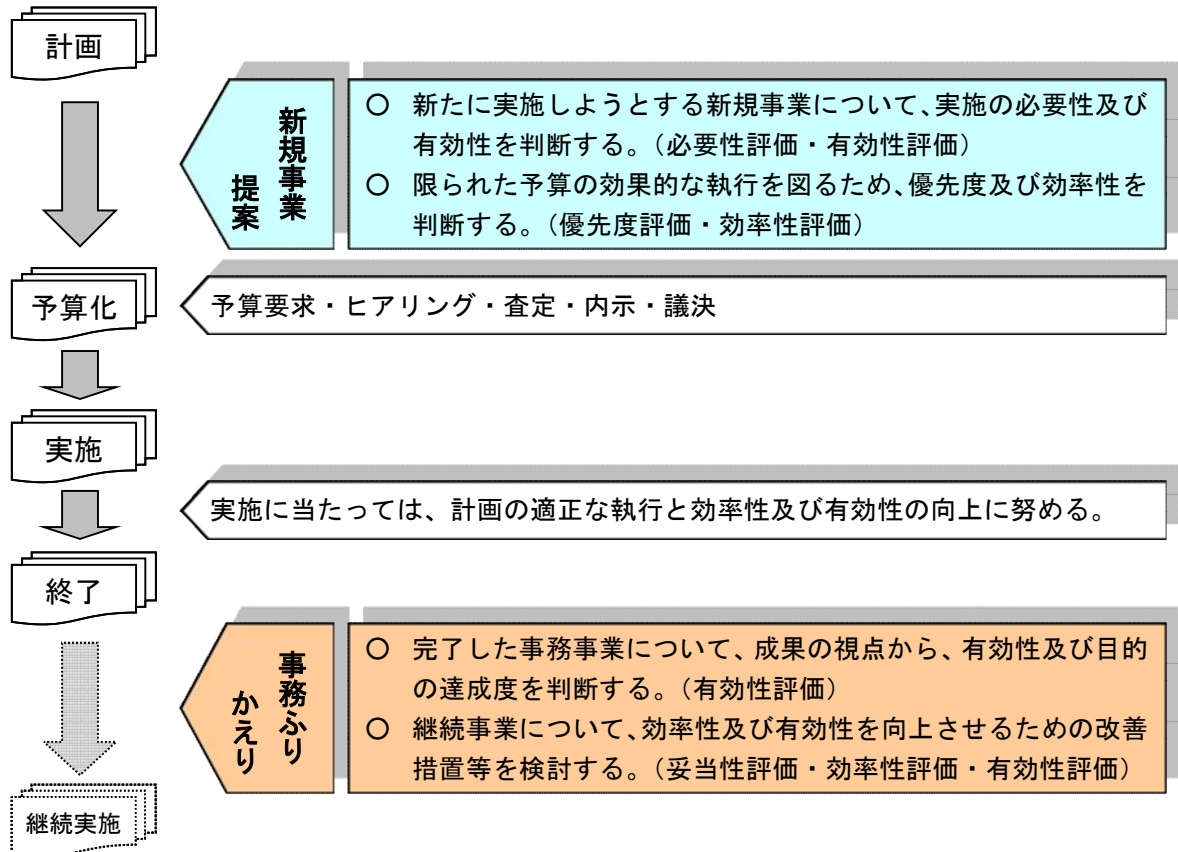 計画
新規事業
提案
○ 新たに実施しようとする新規事業について、実施の必要性及び
有効性を判断する。（必要性評価・有効性評価）
○ 限られた予算の効果的な執行を図るため、優先度及び効率性を
判断する。（優先度評価・効率性評価）
予算化
予算要求・ヒアリング・査定・内示・議決
実施
実施に当たっては、計画の適正な執行と効率性及び有効性の向上に努める。
終了
事務ふり
かえり
○ 完了した事務事業について、成果の視点から、有効性及び目的
の達成度を判断する。（有効性評価）
○ 継続事業について、効率性及び有効性を向上させるための改善
措置等を検討する。（妥当性評価・効率性評価・有効性評価）
継続実施